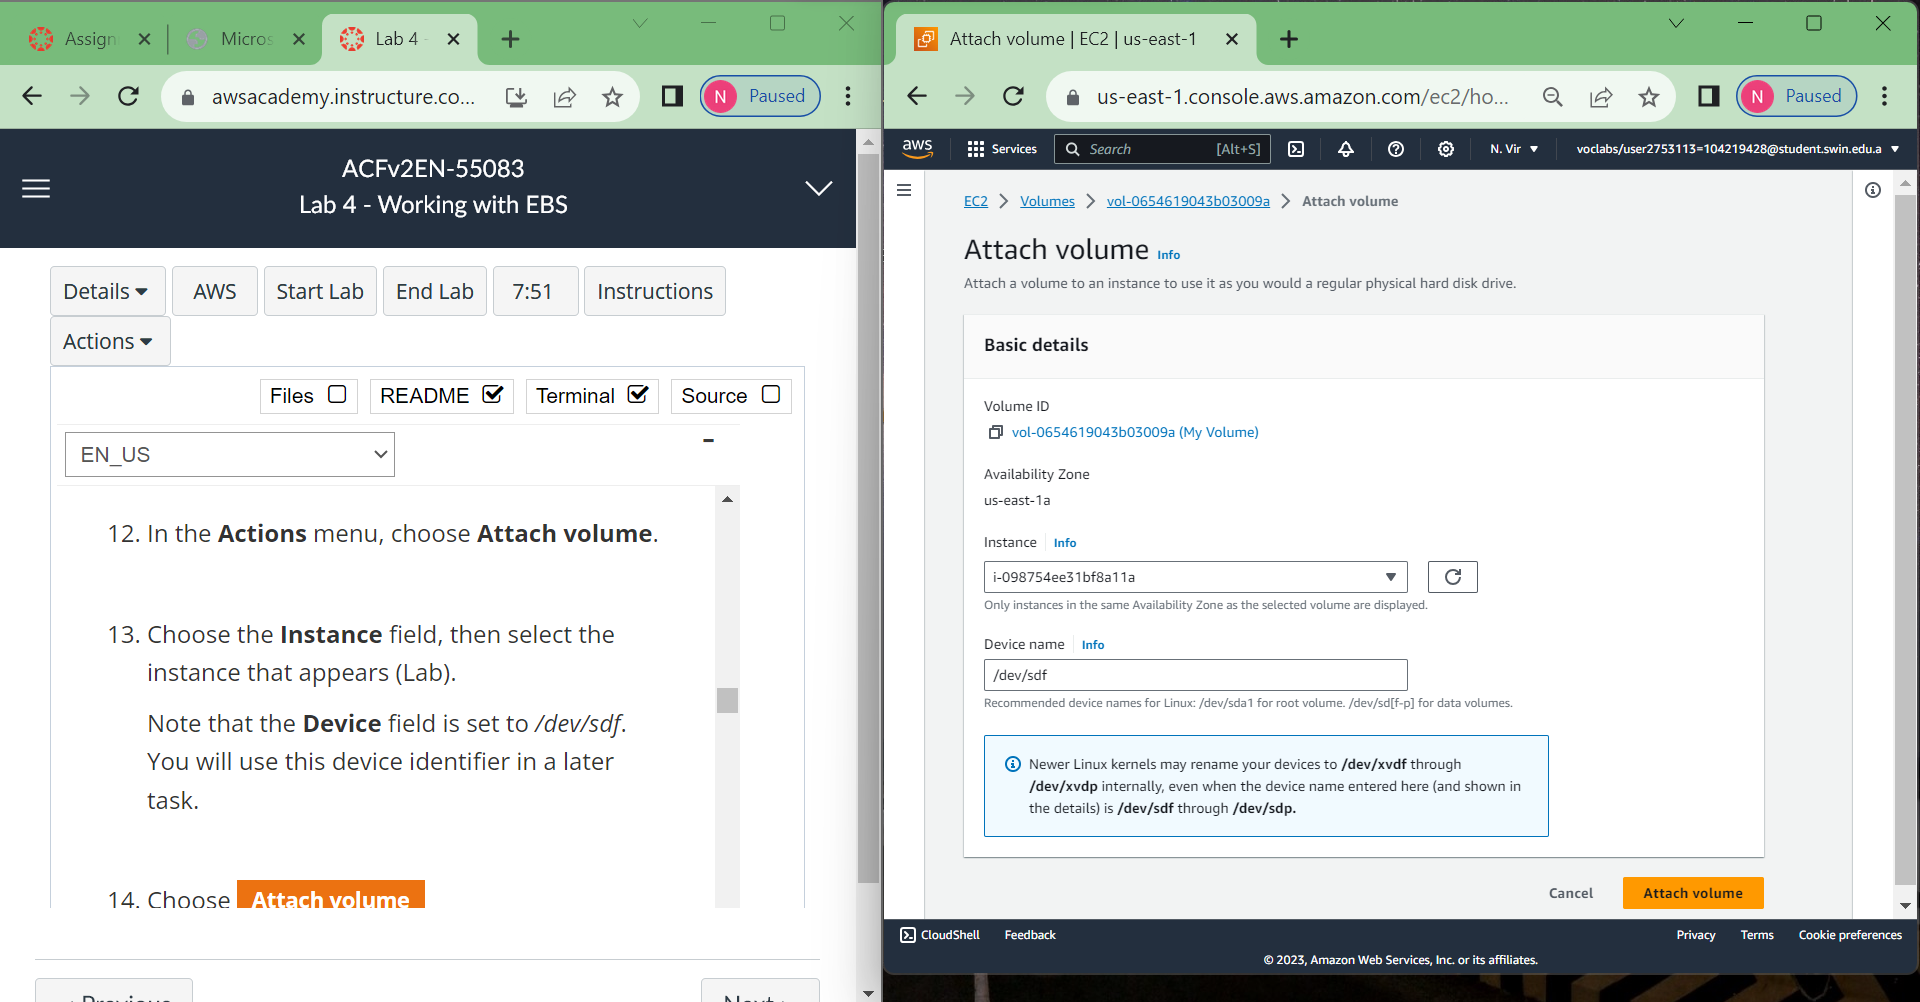 Assign
Micros
Lab 4 -
awsacademy.instructure.co...
N Paused
ACFv2EN-55083
Lab 4 - Working with EBS
Details
AWS
Start Lab
End Lab
7:51
Instructions
Actions
Files
README
Terminal
Source
EN_US
12. In the Actions menu, choose Attach volume.
13. Choose the Instance field, then select the
instance that appears (Lab).
Note that the Device field is set to /dev/sdf.
You will use this device identifier in a later
task.
14. Choose Attach volume
Previous
Next
Attach volume | EC2 | us-east-1
us-east-1.console.aws.amazon.com/ec2/ho...
N Paused
aws
Services
Search [Alt+S]
N. Vir
voclabs/user2753113=104219428@student.swin.edu.a
EC2 > Volumes > vol-0654619043b03009a > Attach volume
Attach volume Info
Attach a volume to an instance to use it as you would a regular physical hard disk drive.
Basic details
Volume ID
vol-0654619043b03009a (My Volume)
Availability Zone
us-east-1a
Instance Info
i-098754ee31bf8a11a
Only instances in the same Availability Zone as the selected volume are displayed.
Device name Info
/dev/sdf
Recommended device names for Linux: /dev/sda1 for root volume. /dev/sd[f-p] for data volumes.
Newer Linux kernels may rename your devices to /dev/xvdf through
/dev/xvdp internally, even when the device name entered here (and shown in
the details) is /dev/sdf through /dev/sdp.
Cancel
Attach volume
CloudShell
Feedback
Privacy
Terms
Cookie preferences
© 2023, Amazon Web Services, Inc. or its affiliates.